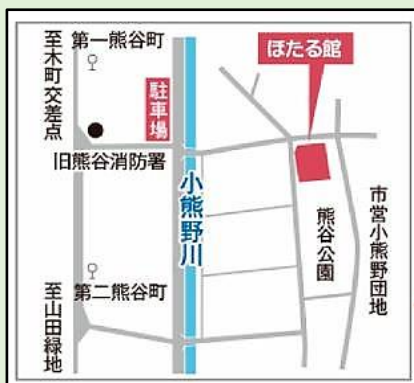 至木町交差点
第一熊谷町
駐車場
旧熊谷消防署
小熊野川
ほたる館
熊谷公園
市営小熊野団地
第二熊谷町
至山田緑地